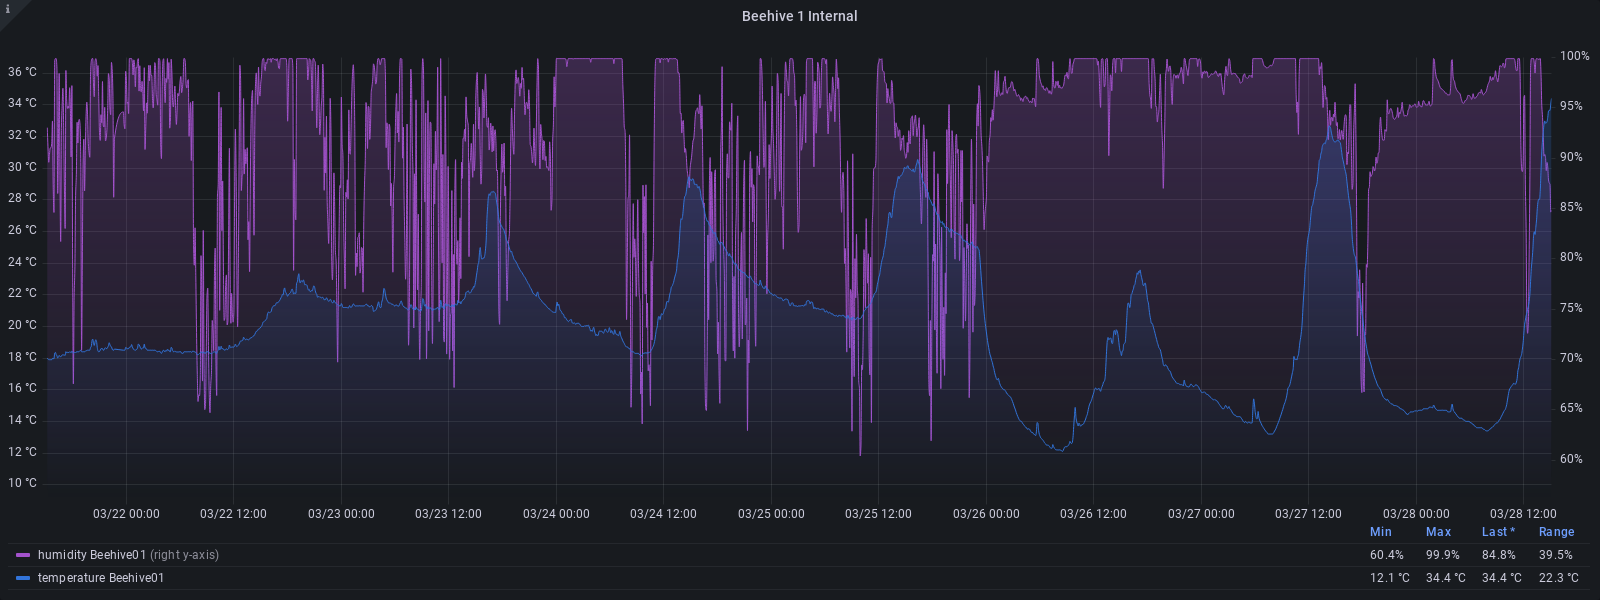 i
Beehive 1 Internal
36 °C
34 °C
32 °C
30 °C
28 °C
26 °C
24 °C
22 °C
20 °C
18 °C
16 °C
14 °C
12 °C
10 °C
100%
95%
90%
85%
80%
75%
70%
65%
60%
03/22 00:00 03/22 12:00 03/23 00:00 03/23 12:00 03/24 00:00 03/24 12:00 03/25 00:00 03/25 12:00 03/26 00:00 03/26 12:00 03/27 00:00 03/27 12:00 03/28 00:00 03/28 12:00
Min Max Last * Range
humidity Beehive01 (right y-axis) 60.4% 99.9% 84.8% 39.5%
temperature Beehive01 12.1 °C 34.4 °C 34.4 °C 22.3 °C